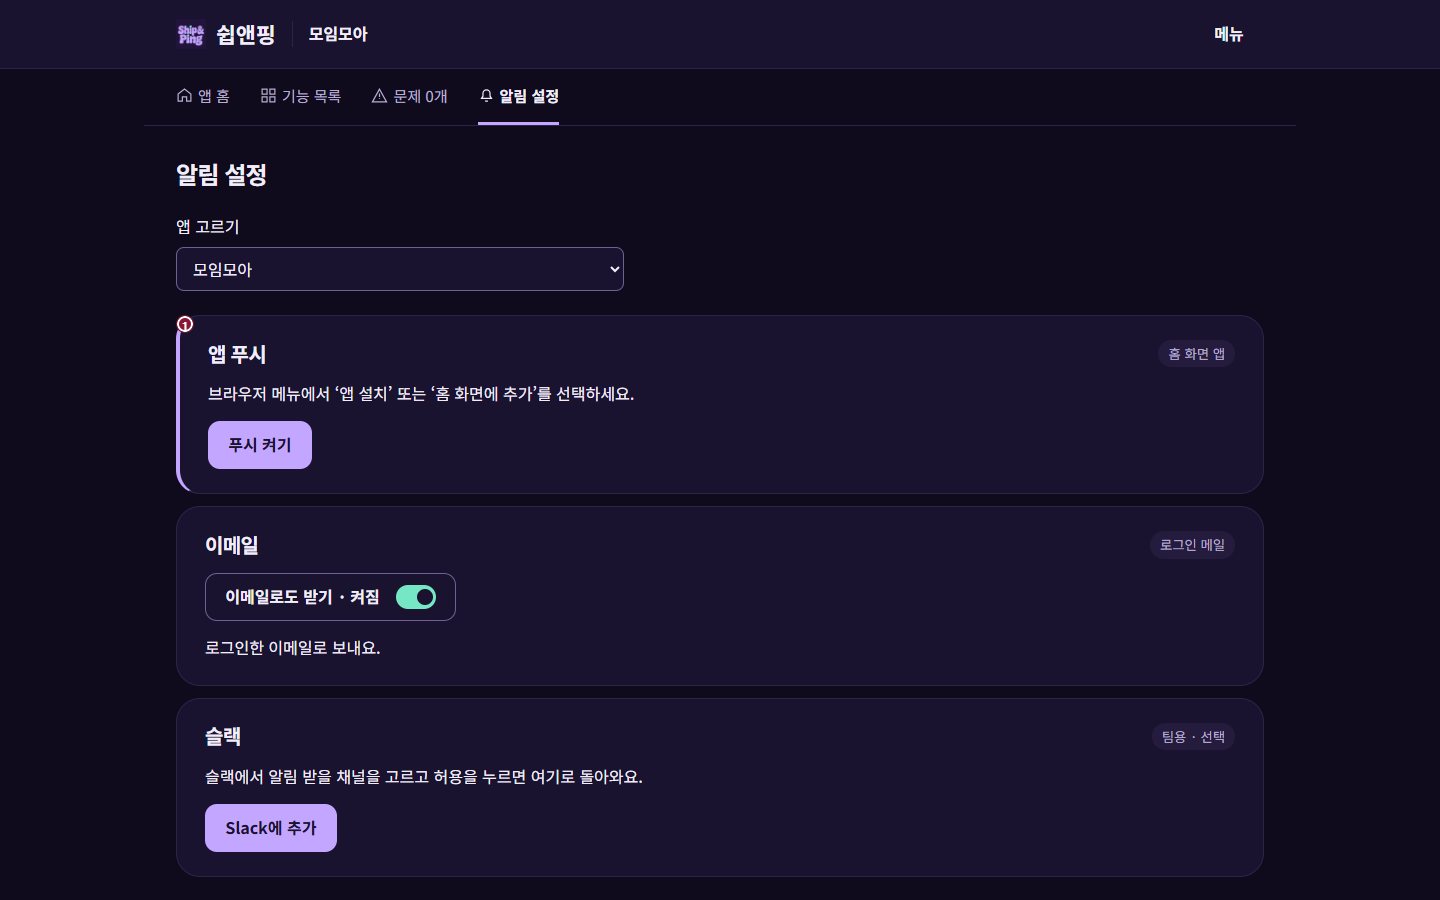 Ship& Ping
쉽앤핑
모임모아
메뉴
앱 홈
기능 목록
문제 0개
알림 설정
알림 설정
앱 고르기
모임모아
1
앱 푸시
홈 화면 앱
브라우저 메뉴에서 ‘앱 설치’ 또는 ‘홈 화면에 추가’를 선택하세요.
푸시 켜기
이메일
로그인 메일
이메일로도 받기 · 켜짐
로그인한 이메일로 보내요.
슬랙
팀용 · 선택
슬랙에서 알림 받을 채널을 고르고 허용을 누르면 여기로 돌아와요.
Slack에 추가